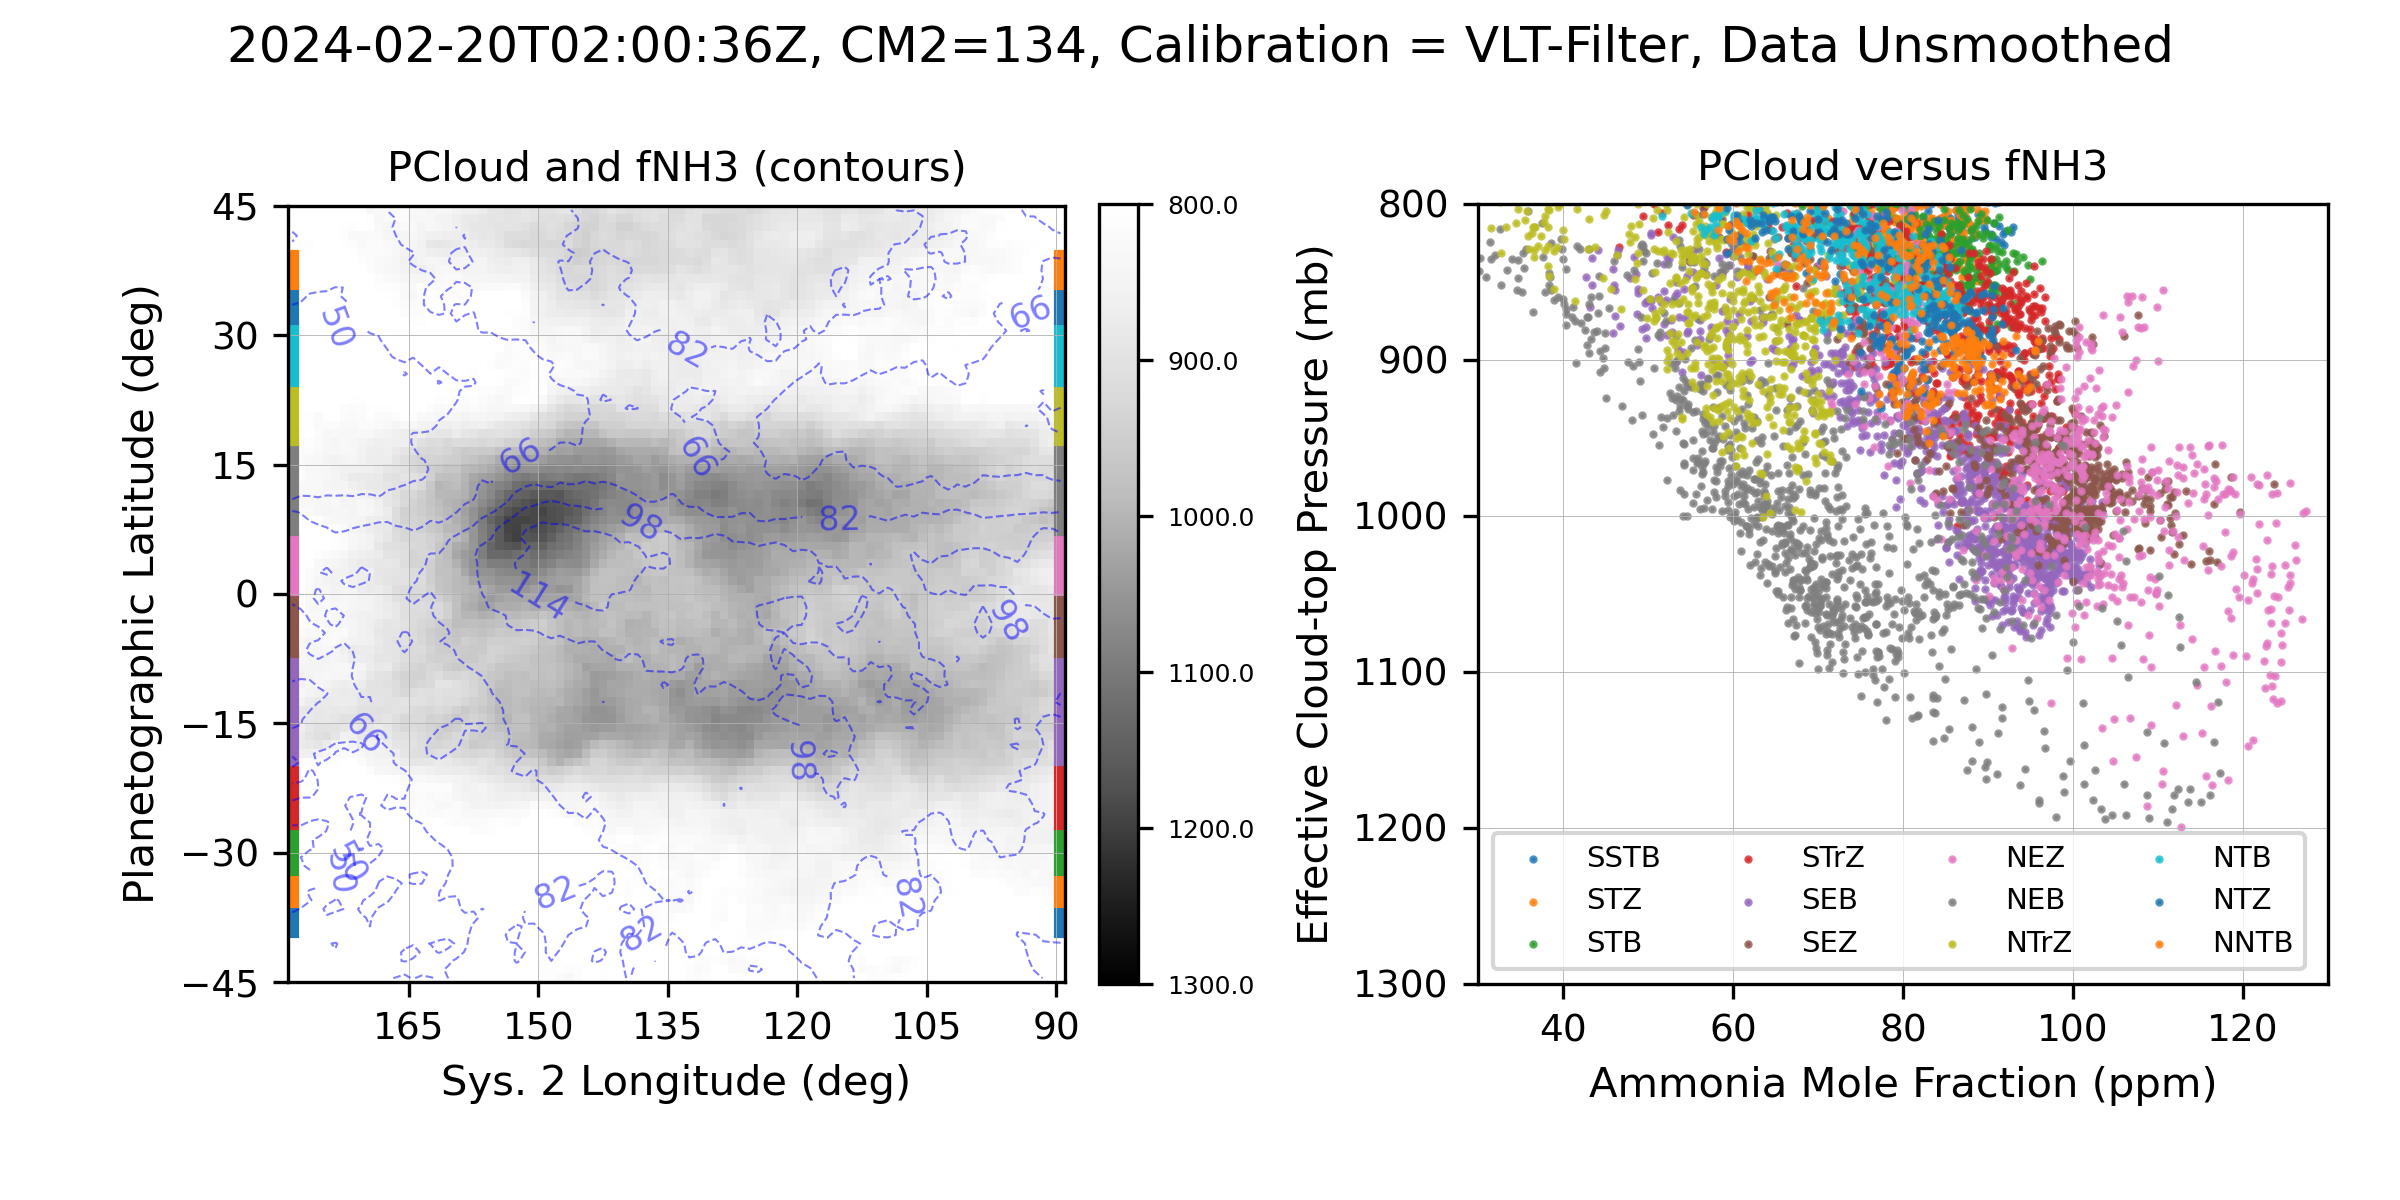 2024-02-20T02:00:36Z, CM2=134, Calibration = VLT-Filter, Data Unsmoothed
PCloud and fNH3 (contours)
45
30
15
0
−15
−30
−45
Planetographic Latitude (deg)
165
150
135
120
105
90
Sys. 2 Longitude (deg)
50
66
82
66
66
98
82
114
98
66
98
50
50
82
82
82
800.0
900.0
1000.0
1100.0
1200.0
1300.0
PCloud versus fNH3
800
900
1000
1100
1200
1300
Effective Cloud-top Pressure (mb)
40
60
80
100
120
Ammonia Mole Fraction (ppm)
SSTB
STZ
STB
STrZ
SEB
SEZ
NEZ
NEB
NTrZ
NTB
NTZ
NNTB